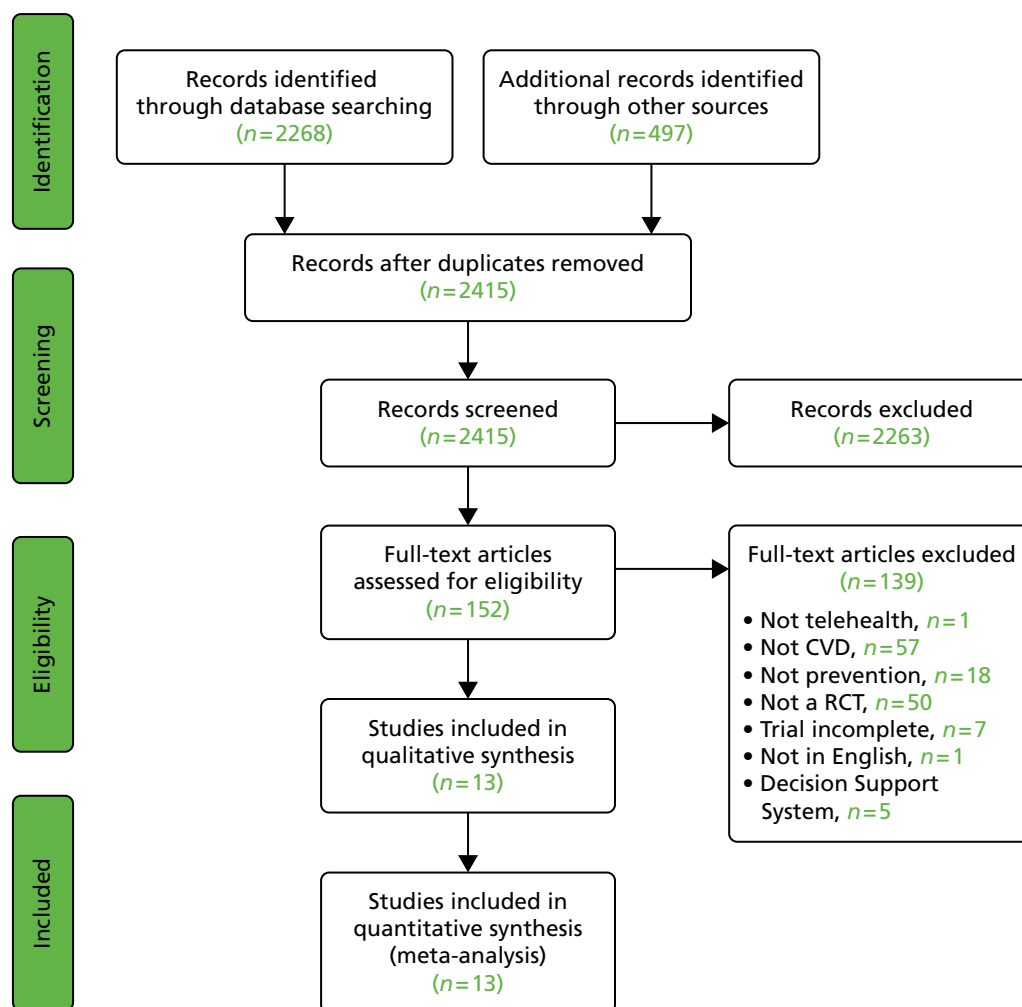 Identification
Records identified
through database searching
(n=2268)
Additional records identified
through other sources
(n=497)
Records after duplicates removed
(n=2415)
Screening
Records screened
(n=2415)
Records excluded
(n=2263)
Eligibility
Full-text articles
assessed for eligibility
(n=152)
Full-text articles excluded
(n=139)
• Not telehealth, n=1
• Not CVD, n=57
• Not prevention, n=18
• Not a RCT, n=50
• Trial incomplete, n=7
• Not in English, n=1
• Decision Support
System, n=5
Studies included in
qualitative synthesis
(n=13)
Included
Studies included in
quantitative synthesis
(meta-analysis)
(n=13)